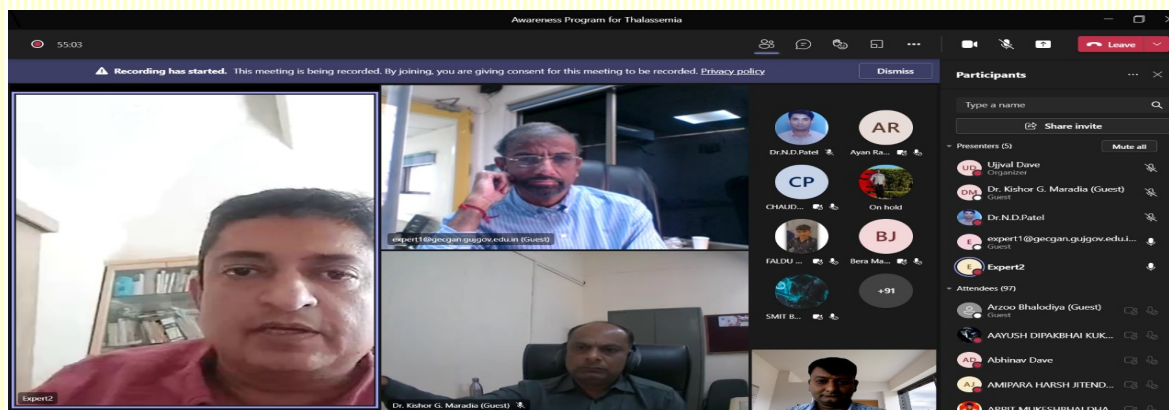 Awareness Program for Thalassemia
55:03
Leave
Recording has started. This meeting is being recorded. By joining, you are giving consent for this meeting to be recorded. Privacy policy
Dismiss
Expert2
expert1@gecgan.gujgov.edu.in (Guest)
Dr. Kishor G. Maradia (Guest)
Dr.N.D.Patel
AR
Ayan Ra...
CP
CHAUD...
On hold
FALDU ...
BJ
Bera Ma...
SMIT B...
+91
Participants
Type a name
Share invite
Presenters (5)
Mute all
UD
Ujjval Dave
Organizer
DM
Dr. Kishor G. Maradia (Guest)
Guest
Dr.N.D.Patel
E
expert1@gecgan.gujgov.edu.i...
Guest
E
Expert2
Attendees (97)
Arzoo Bhalodiya (Guest)
Guest
AAYUSH DIPAKBHAI KUK...
AD
Abhinav Dave
AJ
AMIPARA HARSH JITEND...
ARPIT MUKESHBHAI DHA...